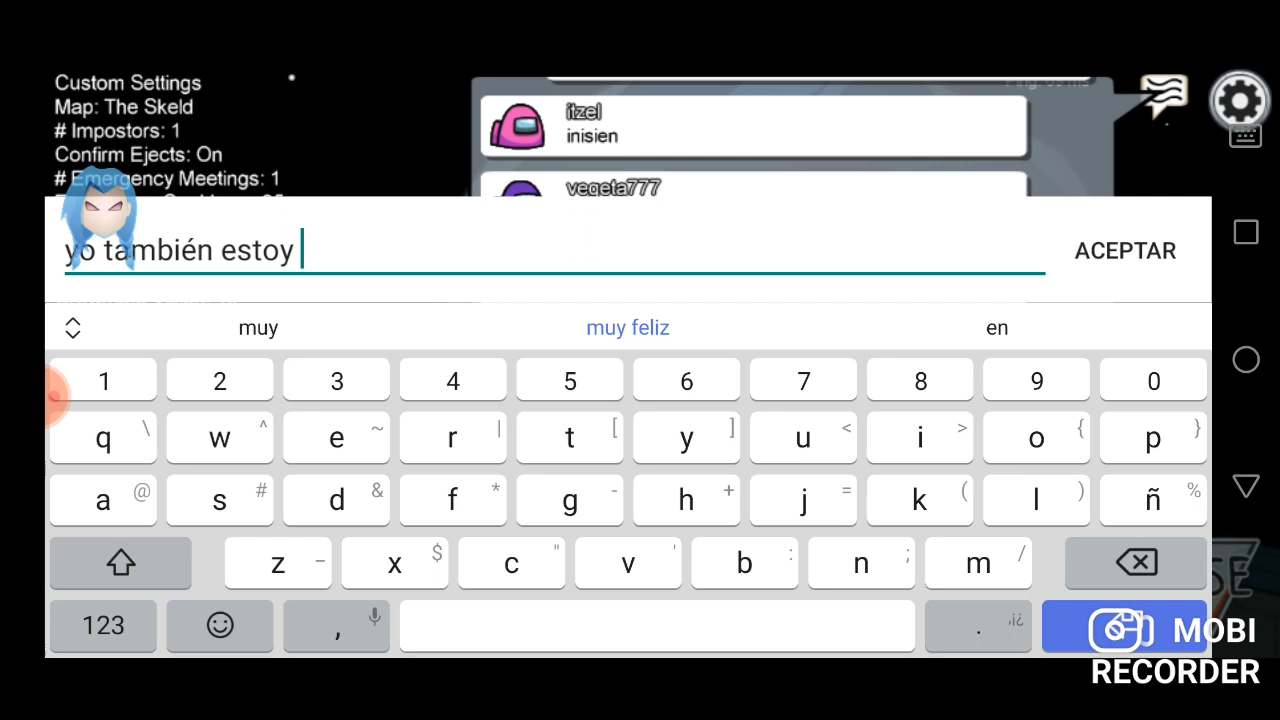 Custom Settings
Map: The Skeld
# Impostors: 1
Confirm Ejects: On
# Emergency Meetings: 1
itzel
inisien
vegeta777
yo también estoy
ACEPTAR
muy muy feliz en
1 2 3 4 5 6 7 8 9 0
q \ w ^ e ~ r | t [ y ] u < i > o { p }
a @ s # d & f * g - h + j = k ( l ) ñ %
z _ x $ c " v ' b : n ; m /
123 , . ,i¿
MOBI
RECORDER